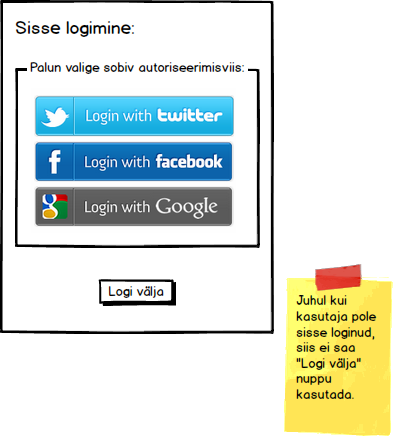 Sisse logimine:
Palun valige sobiv autoriseerimisviis:
Login with twitter
Login with facebook
Login with Google
Logi välja
Juhul kui
kasutaja pole
sisse loginud,
siis ei saa
"Logi välja"
nuppu
kasutada.